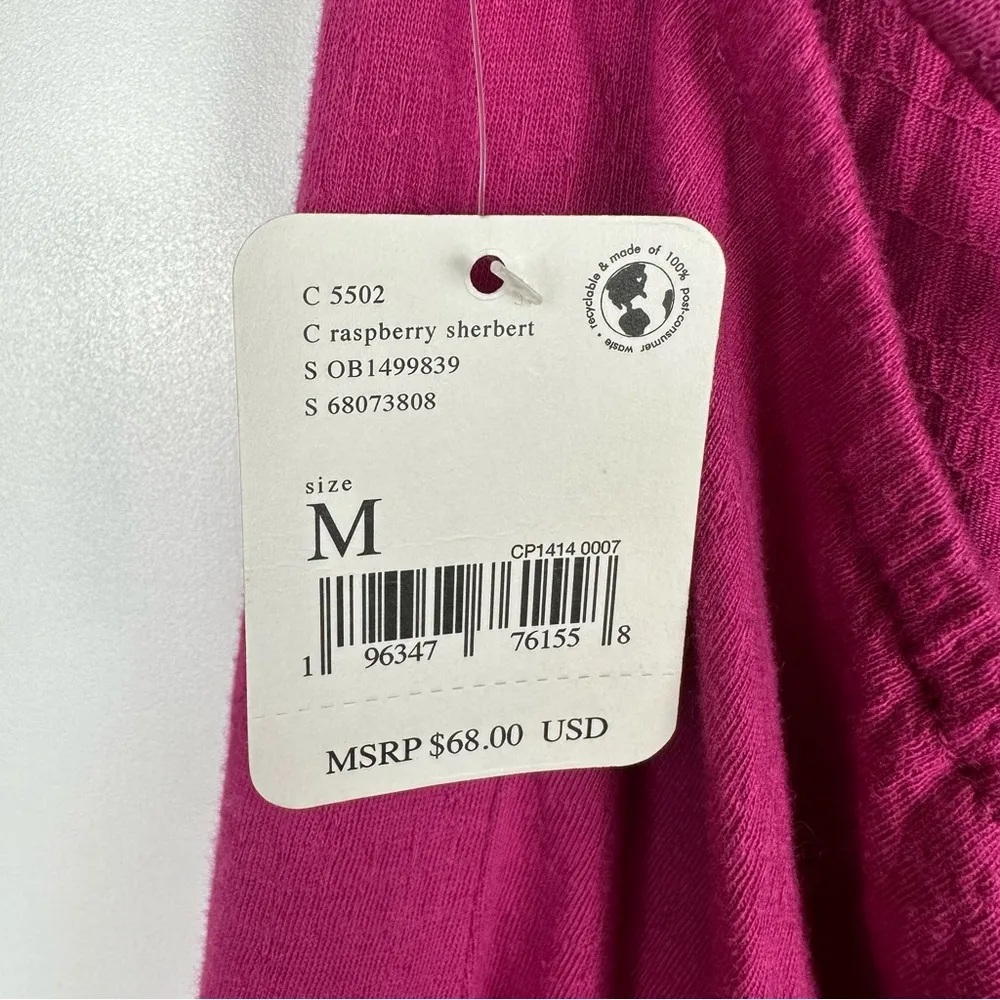 C 5502
C raspberry sherbert
S OB1499839
S 68073808
• recyclable & made of 100% post-consumer waste
size
M
CP1414 0007
1 96347 76155 8
MSRP $68.00 USD